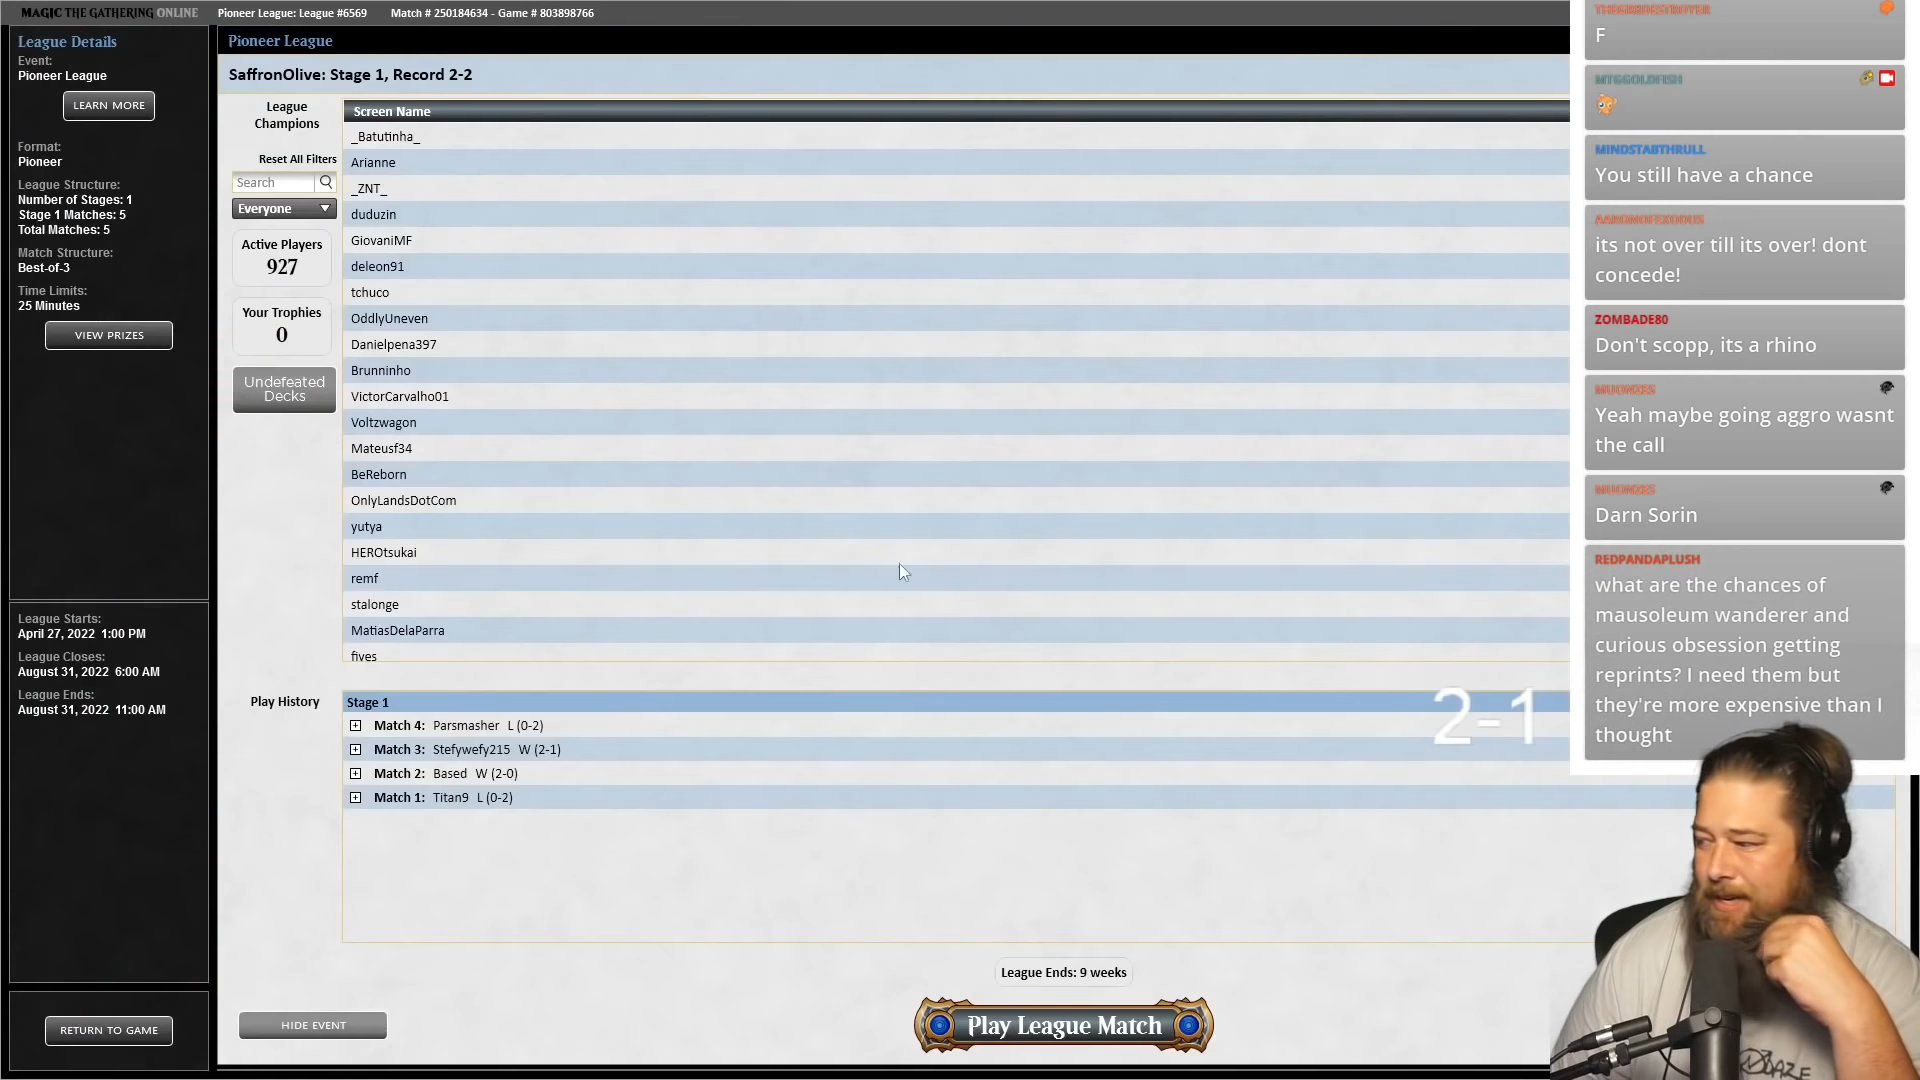 MAGIC THE GATHERING ONLINE
Pioneer League: League #6569
Match # 250184634 - Game # 803898766
League Details
Event:
Pioneer League
LEARN MORE
Format:
Pioneer
League Structure:
Number of Stages: 1
Stage 1 Matches: 5
Total Matches: 5
Match Structure:
Best-of-3
Time Limits:
25 Minutes
VIEW PRIZES
League Starts:
April 27, 2022 1:00 PM
League Closes:
August 31, 2022 6:00 AM
League Ends:
August 31, 2022 11:00 AM
RETURN TO GAME
Pioneer League
SaffronOlive: Stage 1, Record 2-2
League
Champions
Reset All Filters
Search
Everyone
Active Players
927
Your Trophies
0
Undefeated
Decks
Screen Name
_Batutinha_
Arianne
_ZNT_
duduzin
GiovaniMF
deleon91
tchuco
OddlyUneven
Danielpena397
Brunninho
VictorCarvalho01
Voltzwagon
Mateusf34
BeReborn
OnlyLandsDotCom
yutya
HEROtsukai
remf
stalonge
MatiasDelaParra
fives
Play History
Stage 1
Match 4: Parsmasher L (0-2)
Match 3: Stefywefy215 W (2-1)
Match 2: Based W (2-0)
Match 1: Titan9 L (0-2)
2-1
League Ends: 9 weeks
HIDE EVENT
Play League Match
F
MTGGOLDFISH
MINDSTABTHRULL
You still have a chance
its not over till its over! dont
concede!
ZOMBADE80
Don't scopp, its a rhino
Yeah maybe going aggro wasnt
the call
Darn Sorin
REDPANDAPLUSH
what are the chances of
mausoleum wanderer and
curious obsession getting
reprints? I need them but
they're more expensive than I
thought